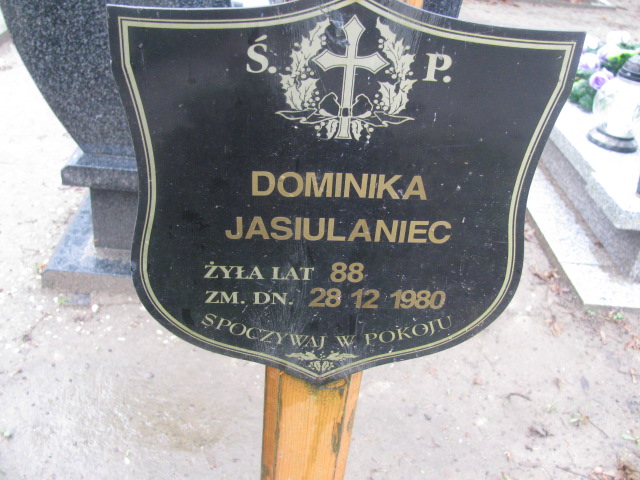 Ś. P.
DOMINIKA
JASIULANIEC
ŻYŁA LAT 88
ZM. DN. 28 12 1980
SPOCZYWAJ W POKOJU